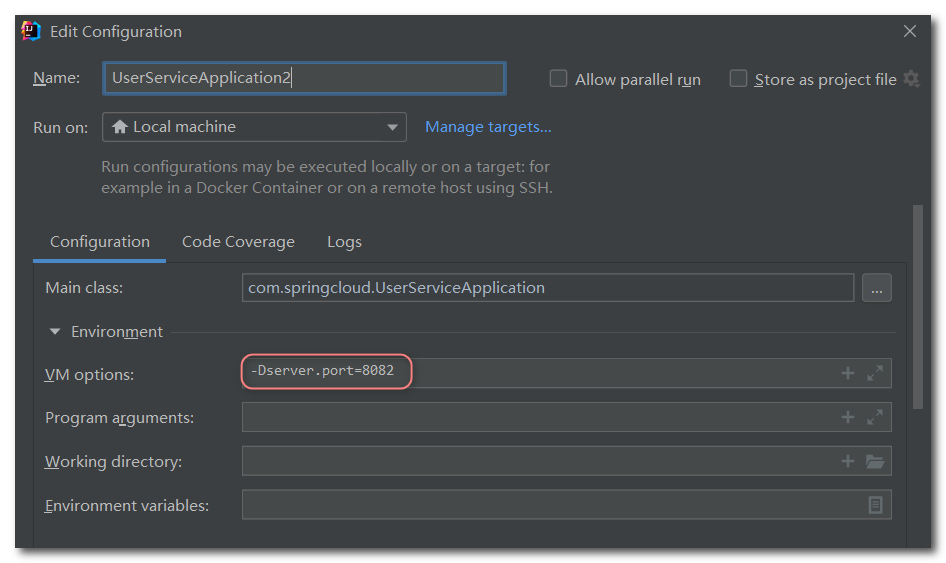 Edit Configuration
Name: UserServiceApplication2 Allow parallel run Store as project file
Run on: Local machine Manage targets...
Run configurations may be executed locally or on a target: for
example in a Docker Container or on a remote host using SSH.
Configuration Code Coverage Logs
Main class: com.springcloud.UserServiceApplication ...
Environment
VM options: -Dserver.port=8082
Program arguments:
Working directory:
Environment variables: